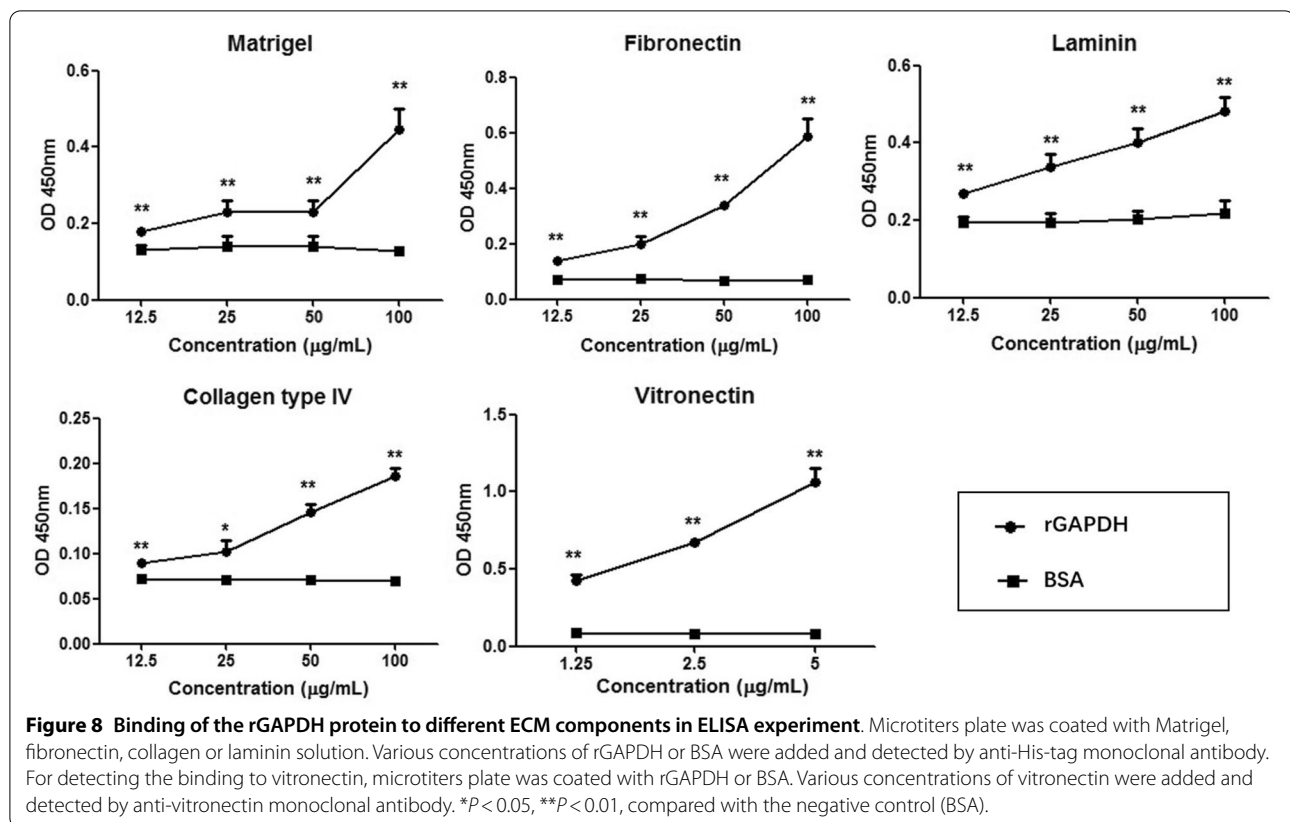 Matrigel
0.6
**
0.4
**
**
**
0.2
0.0
OD 450nm
12.5 25 50 100
Concentration (μg/mL)
Fibronectin
0.8
**
0.6
**
0.4
**
**
0.2
0.0
OD 450nm
12.5 25 50 100
Concentration (μg/mL)
Laminin
0.6
**
**
**
0.4
**
0.2
0.0
OD 450nm
12.5 25 50 100
Concentration (μg/mL)
Collagen type IV
0.25
**
0.20
**
0.15
*
**
0.10
0.05
0.00
OD 450nm
12.5 25 50 100
Concentration (μg/mL)
Vitronectin
1.5
**
1.0
**
**
0.5
0.0
OD 450nm
1.25 2.5 5
Concentration (μg/mL)
rGAPDH
BSA
Figure 8 Binding of the rGAPDH protein to different ECM components in ELISA experiment. Microtiters plate was coated with Matrigel,
fibronectin, collagen or laminin solution. Various concentrations of rGAPDH or BSA were added and detected by anti-His-tag monoclonal antibody.
For detecting the binding to vitronectin, microtiters plate was coated with rGAPDH or BSA. Various concentrations of vitronectin were added and
detected by anti-vitronectin monoclonal antibody. *P < 0.05, **P < 0.01, compared with the negative control (BSA).